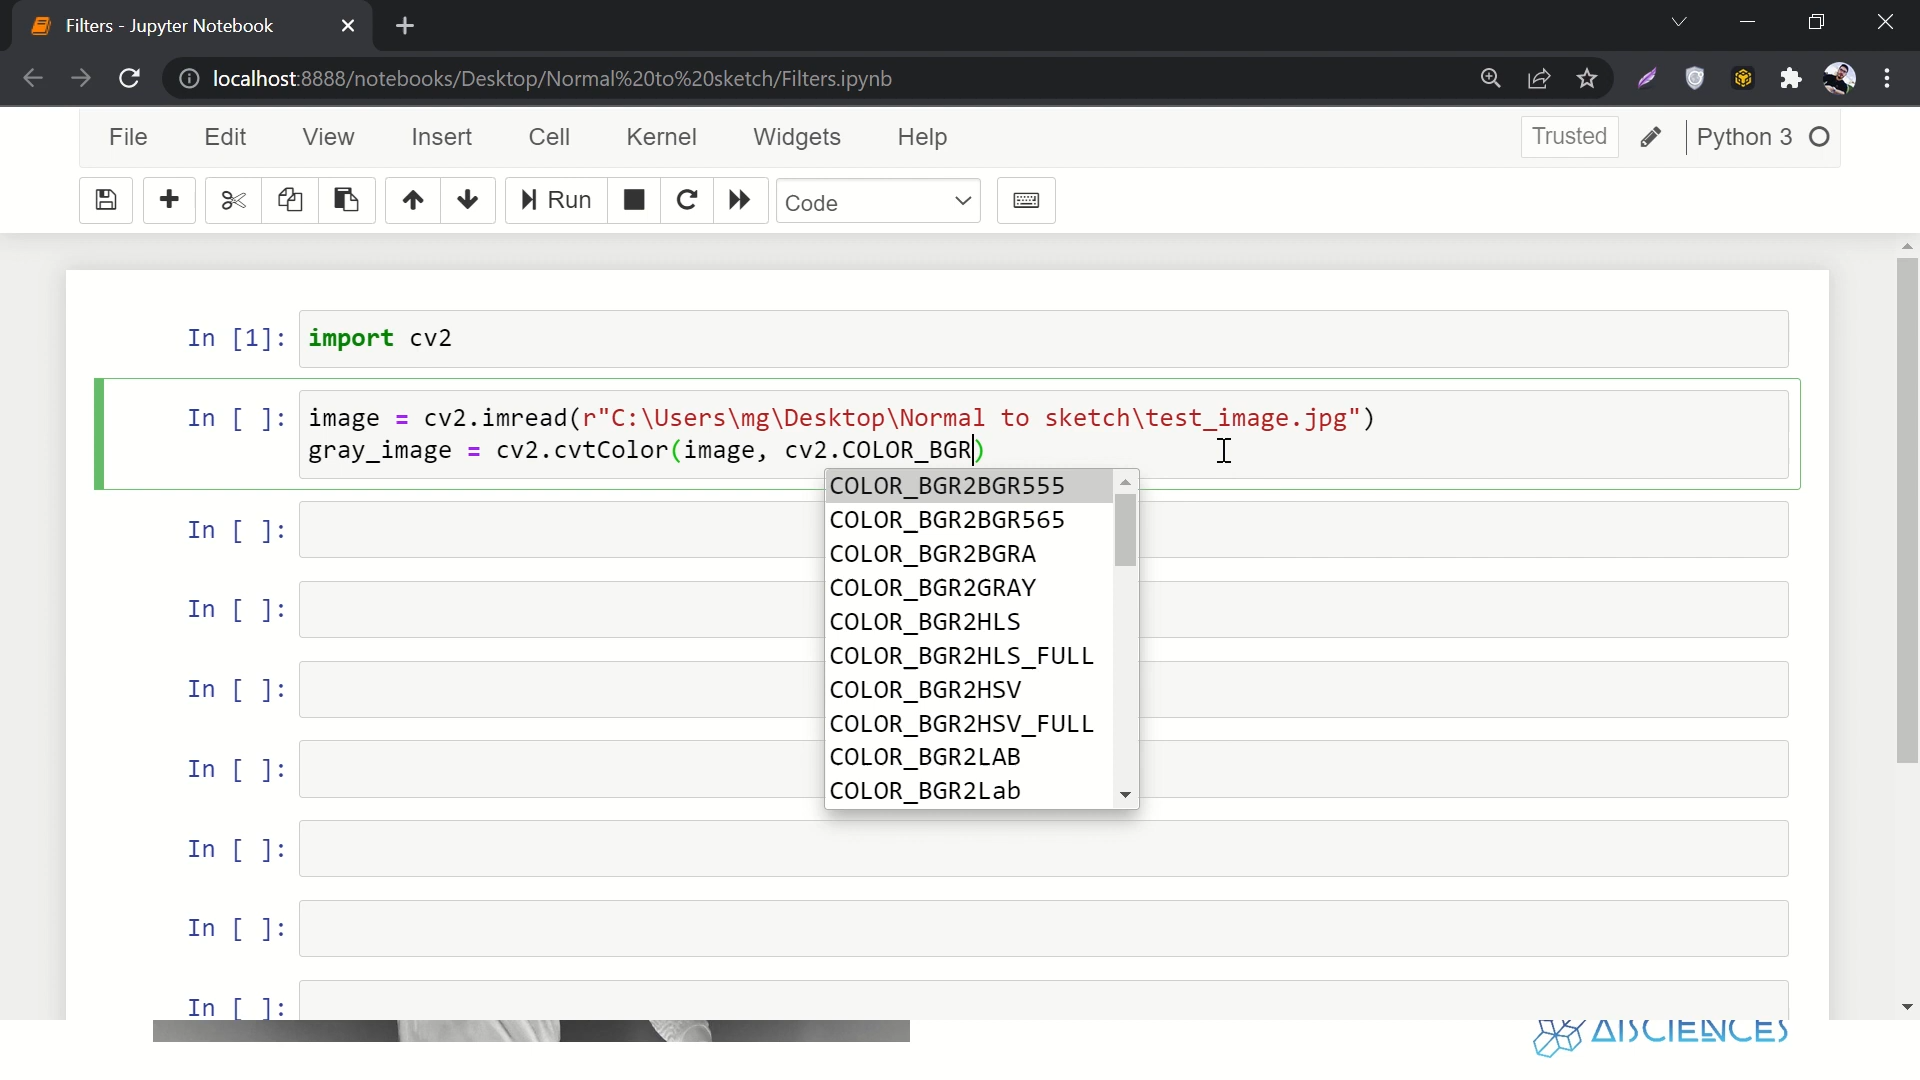 Filters - Jupyter Notebook
localhost:8888/notebooks/Desktop/Normal%20to%20sketch/Filters.ipynb
File Edit View Insert Cell Kernel Widgets Help Trusted Python 3
Run Code
In [1]: import cv2
In [ ]: image = cv2.imread(r"C:\Users\mg\Desktop\Normal to sketch\test_image.jpg")
gray_image = cv2.cvtColor(image, cv2.COLOR_BGR)
COLOR_BGR2BGR555
COLOR_BGR2BGR565
In [ ]:
COLOR_BGR2BGRA
COLOR_BGR2GRAY
In [ ]:
COLOR_BGR2HLS
COLOR_BGR2HLS_FULL
In [ ]:
COLOR_BGR2HSV
COLOR_BGR2HSV_FULL
COLOR_BGR2LAB
In [ ]:
COLOR_BGR2Lab
In [ ]:
In [ ]:
In [ ]:
AISCIENCES